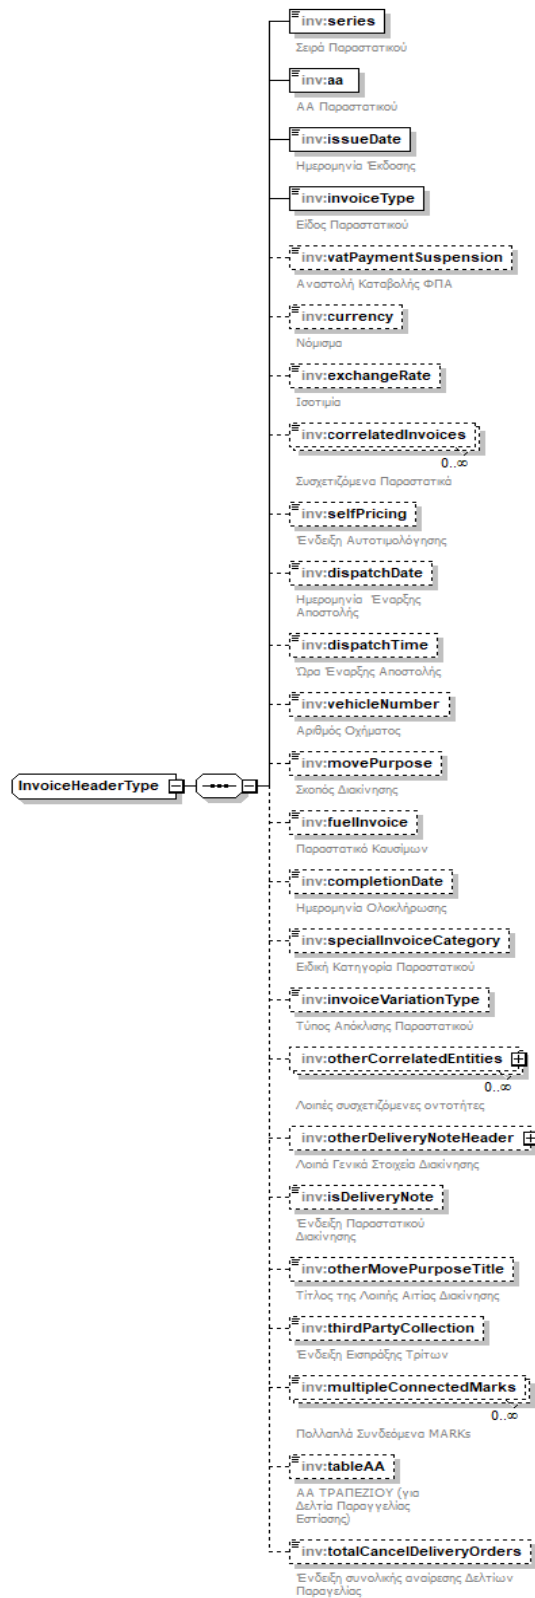 inv:series
Σειρά Παραστατικού
inv:aa
ΑΑ Παραστατικού
inv:issueDate
Ημερομηνία Έκδοσης
inv:invoiceType
Είδος Παραστατικού
inv:vatPaymentSuspension
Αναστολή Καταβολής ΦΠΑ
inv:currency
Νόμισμα
inv:exchangeRate
Ισοτιμία
inv:correlatedInvoices
0..∞
Συσχετιζόμενα Παραστατικά
inv:selfPricing
Ένδειξη Αυτοτιμολόγησης
inv:dispatchDate
Ημερομηνία Έναρξης
Αποστολής
inv:dispatchTime
Ώρα Έναρξης Αποστολής
inv:vehicleNumber
Αριθμός Οχήματος
InvoiceHeaderType
inv:movePurpose
Σκοπός Διακίνησης
inv:fuelInvoice
Παραστατικό Καυσίμων
inv:completionDate
Ημερομηνία Ολοκλήρωσης
inv:specialInvoiceCategory
Ειδική Κατηγορία Παραστατικού
inv:invoiceVariationType
Τύπος Απόκλισης Παραστατικού
inv:otherCorrelatedEntities
0..∞
Λοιπές συσχετιζόμενες οντοτότητες
inv:otherDeliveryNoteHeader
Λοιπά Γενικά Στοιχεία Διακίνησης
inv:isDeliveryNote
Ένδειξη Παραστατικού
Διακίνησης
inv:otherMovePurposeTitle
Τίτλος της Λοιπής Αιτίας Διακίνησης
inv:thirdPartyCollection
Ένδειξη Εισπράξης Τρίτων
inv:multipleConnectedMarks
0..∞
Πολλαπλά Συνδεόμενα MARKs
inv:tableAA
ΑΑ ΤΡΑΠΕΖΙΟΥ (για
Δελτία Παραγγελίας
Εστίασης)
inv:totalCancelDeliveryOrders
Ένδειξη συνολικής αναίρεσης Δελτίων
Παραγελίας